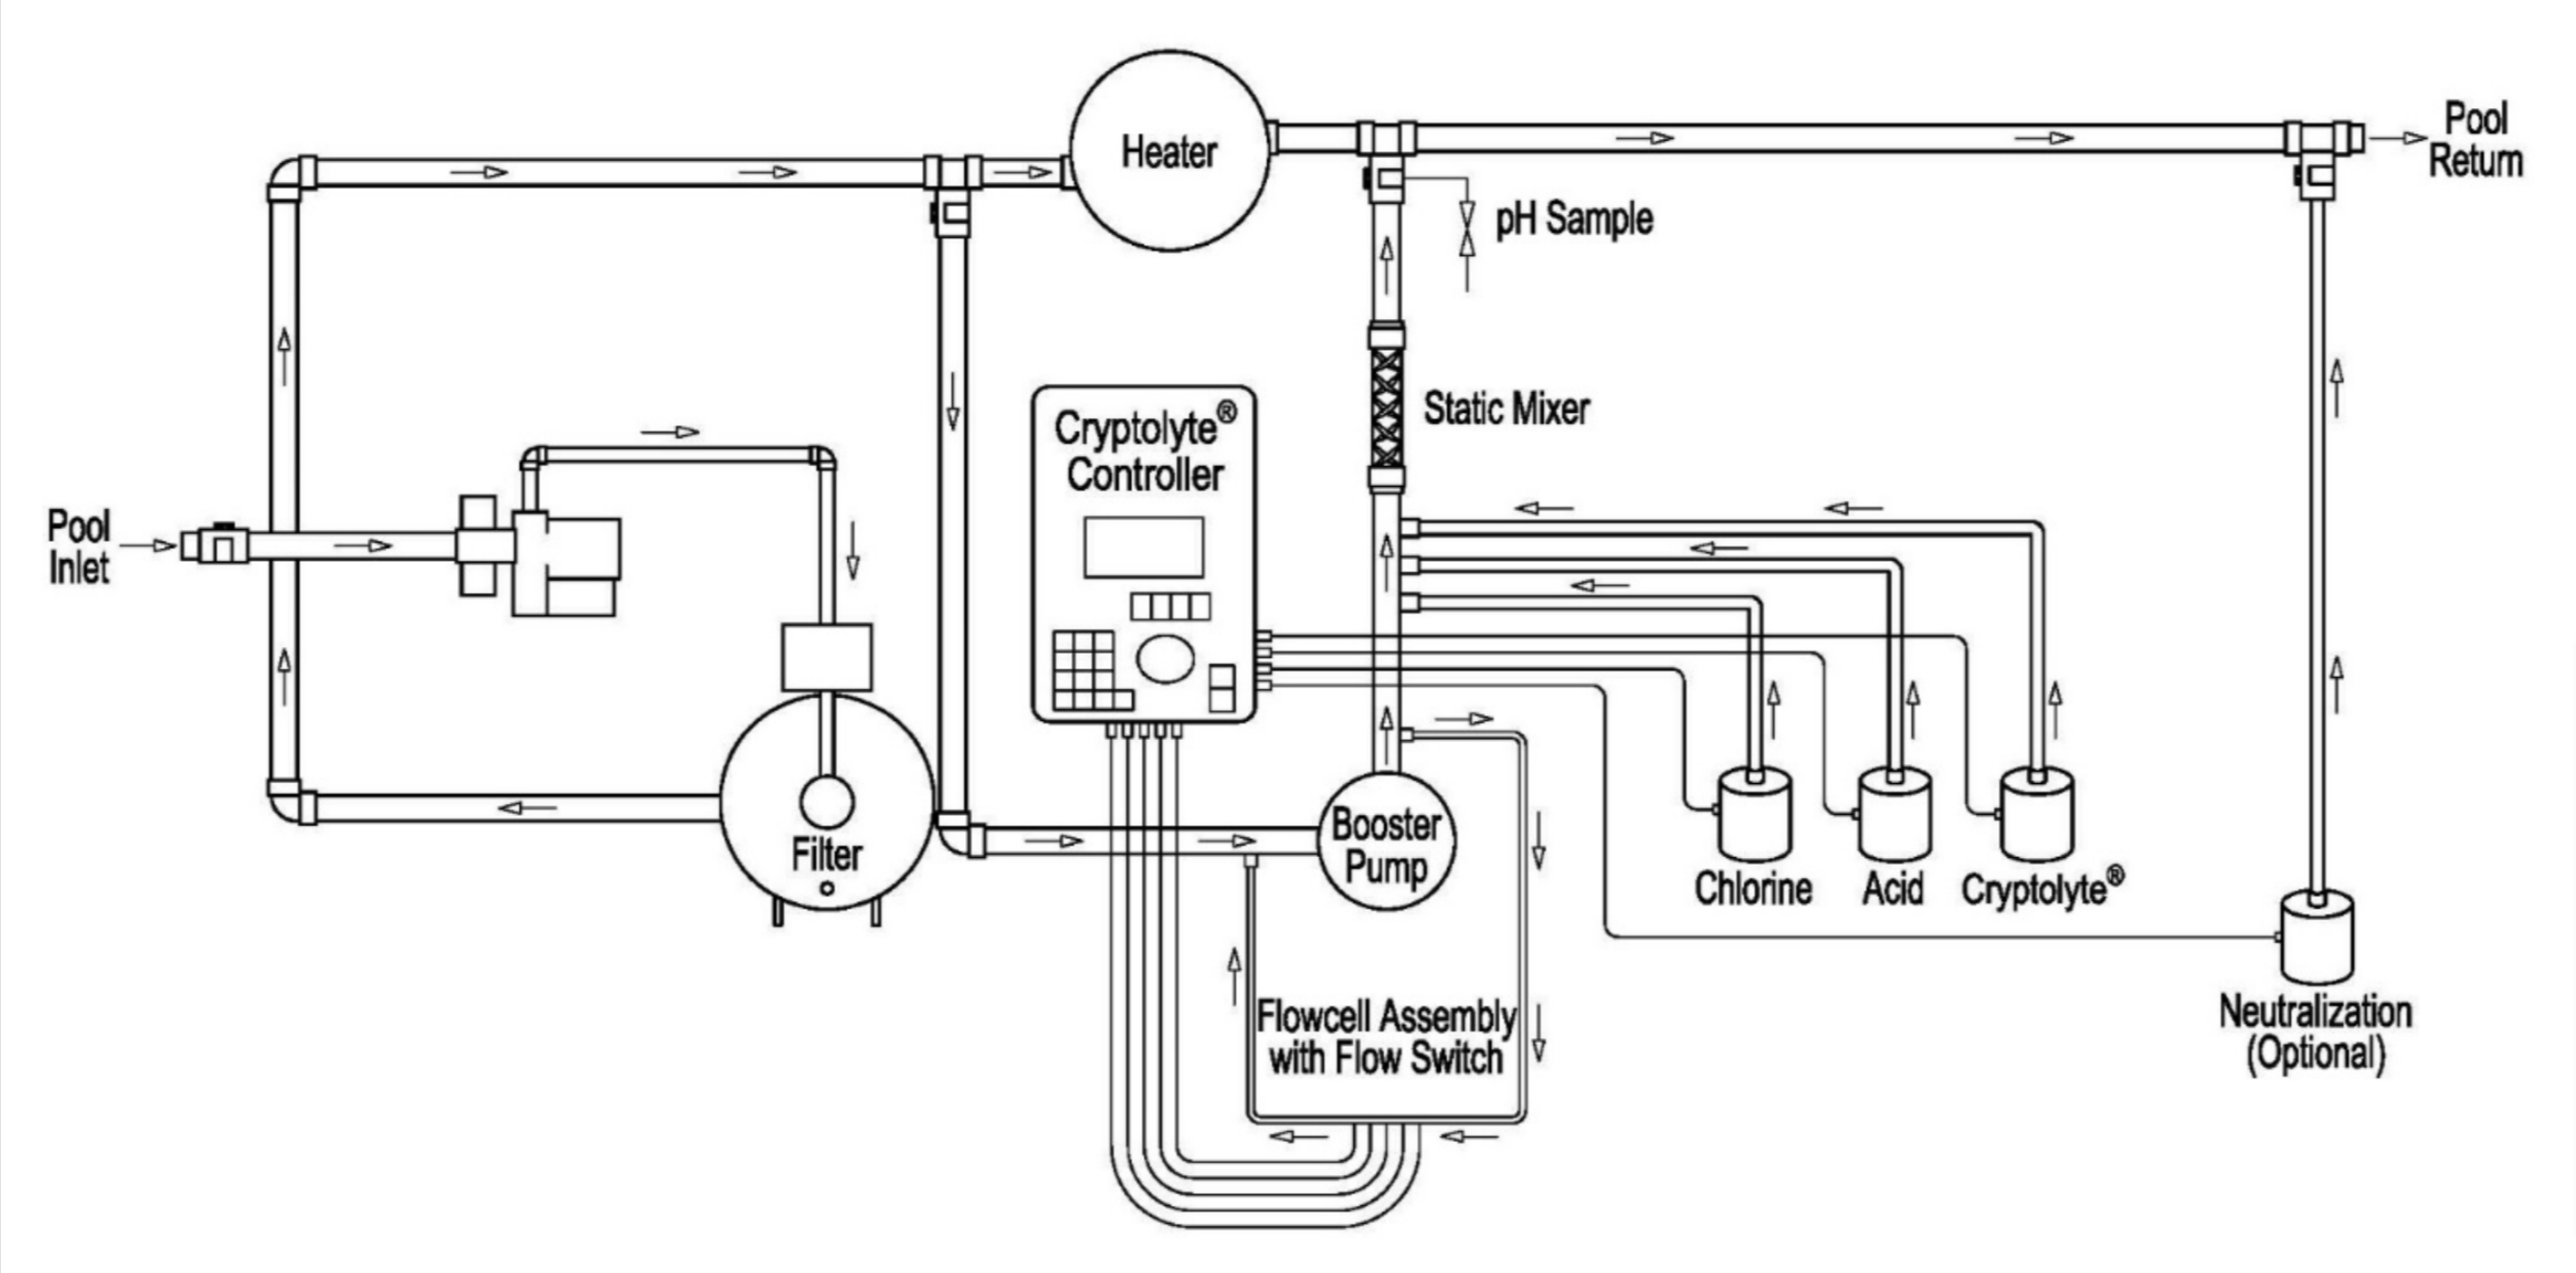 Heater
Pool
Return
pH Sample
Cryptolyte®
Controller
Static Mixer
Pool
Inlet
Filter
Booster
Pump
Chlorine
Acid
Cryptolyte®
Flowcell Assembly
with Flow Switch
Neutralization
(Optional)